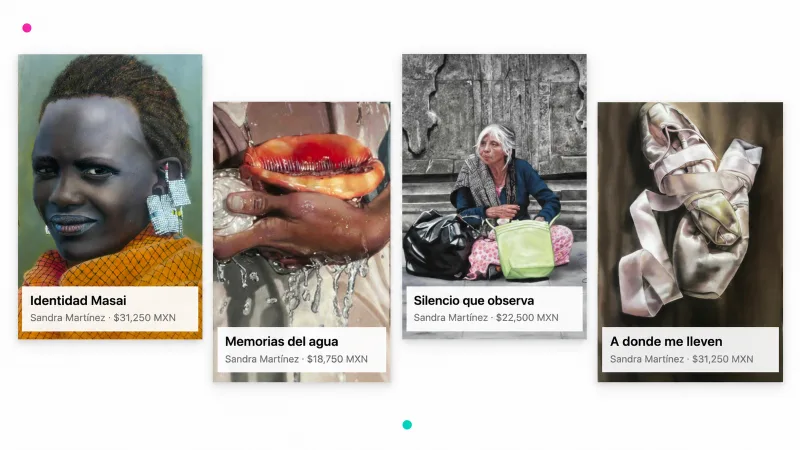 Identidad Masai
Sandra Martínez · $31,250 MXN
Memorias del agua
Sandra Martínez · $18,750 MXN
Silencio que observa
Sandra Martínez · $22,500 MXN
A donde me lleven
Sandra Martínez · $31,250 MXN